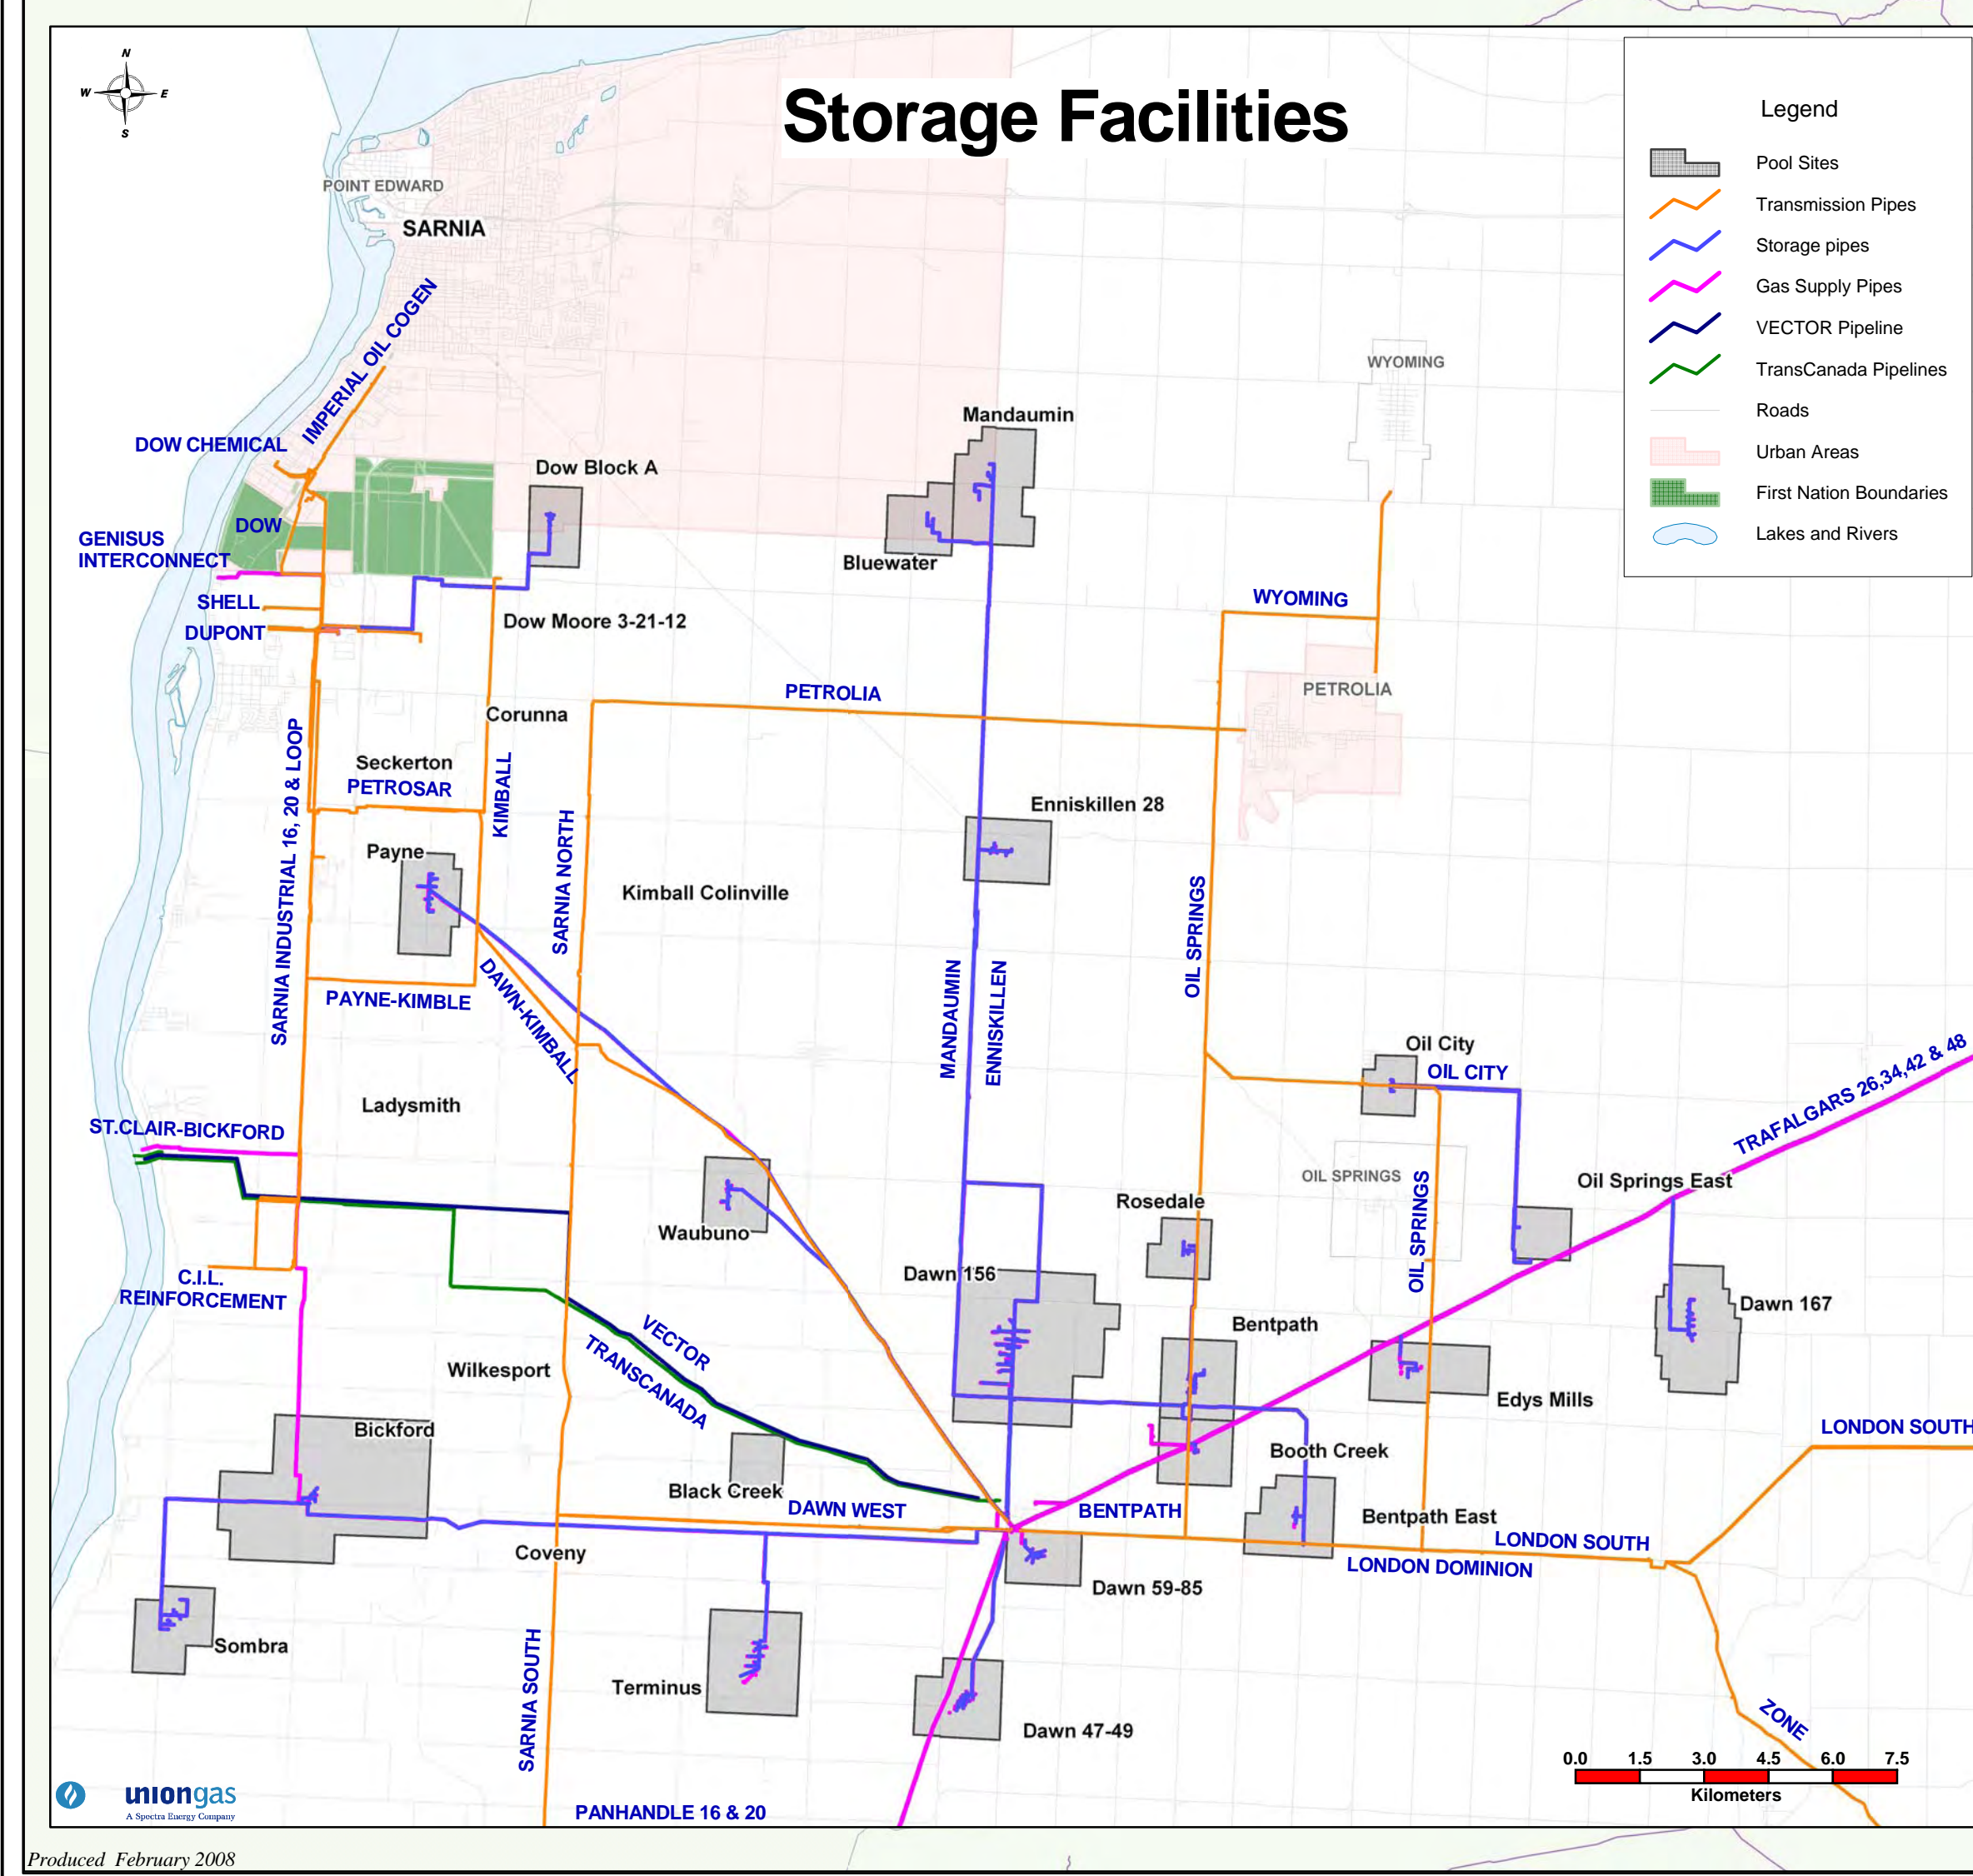 Storage Facilities
N
W
E
S
Legend
Pool Sites
Transmission Pipes
Storage pipes
Gas Supply Pipes
VECTOR Pipeline
TransCanada Pipelines
Roads
Urban Areas
First Nation Boundaries
Lakes and Rivers
POINT EDWARD
SARNIA
IMPERIAL OIL COGEN
WYOMING
Mandaumin
DOW CHEMICAL
Dow Block A
DOW
GENISUS
INTERCONNECT
Bluewater
SHELL
WYOMING
DUPONT
Dow Moore 3-21-12
PETROLIA
PETROLIA
Corunna
SARNIA INDUSTRIAL 16, 20 & LOOP
Seckerton
PETROSAR
KIMBALL
SARNIA NORTH
Enniskillen 28
Payne
Kimball Colinville
OIL SPRINGS
MANDAUMIN
ENNISKILLEN
PAYNE-KIMBLE
DAWN-KIMBALL
Oil City
OIL CITY
TRAFALGARS 26,34,42 & 48
Ladysmith
ST.CLAIR-BICKFORD
OIL SPRINGS
Oil Springs East
Rosedale
OIL SPRINGS
Waubuno
Dawn 156
C.I.L.
REINFORCEMENT
Dawn 167
VECTOR
Bentpath
TRANSCANADA
Wilkesport
Edys Mills
Bickford
LONDON SOUTH
Booth Creek
Black Creek
DAWN WEST
BENTPATH
Bentpath East
LONDON SOUTH
Coveny
LONDON DOMINION
Dawn 59-85
Sombra
SARNIA SOUTH
Terminus
Dawn 47-49
ZONE
0.0 1.5 3.0 4.5 6.0 7.5
Kilometers
uniongas
A Spectra Energy Company
PANHANDLE 16 & 20
Produced February 2008